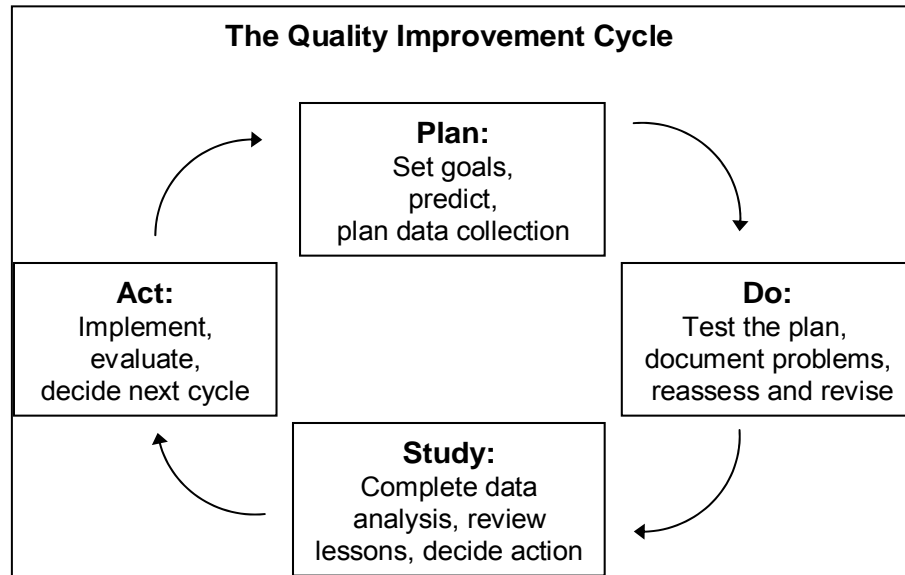 The Quality Improvement Cycle
Plan:
Set goals,
predict,
plan data collection
Do:
Test the plan,
document problems,
reassess and revise
Study:
Complete data
analysis, review
lessons, decide action
Act:
Implement,
evaluate,
decide next cycle